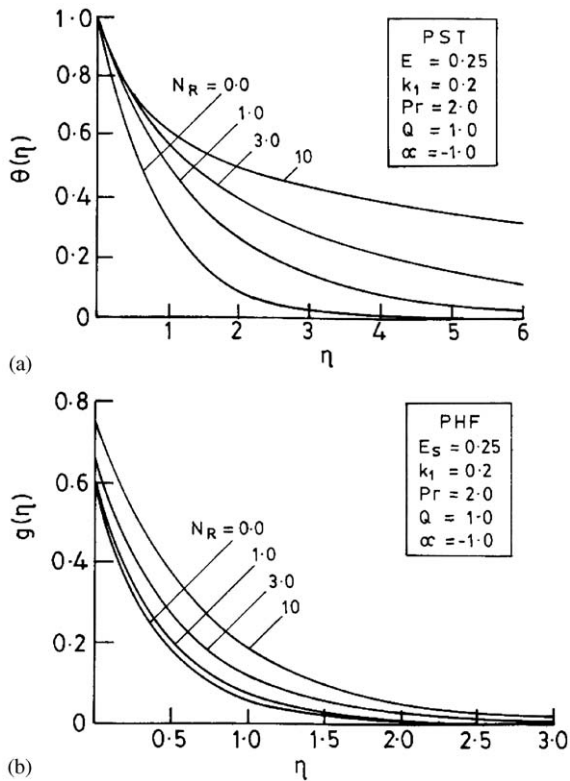 1·0
0·8
0·6
0·4
0·2
0
θ(η)
N_R = 0·0
1·0
3·0
10
PST
E = 0·25
k₁ = 0·2
Pr = 2·0
Q = 1·0
∝ = -1·0
1 2 3 4 5 6
η
(a)
0·8
0·6
0·4
0·2
0
g(η)
N_R = 0·0
1·0
3·0
10
PHF
E_S = 0·25
k₁ = 0·2
Pr = 2·0
Q = 1·0
∝ = -1·0
0·5 1·0 1·5 2·0 2·5 3·0
η
(b)